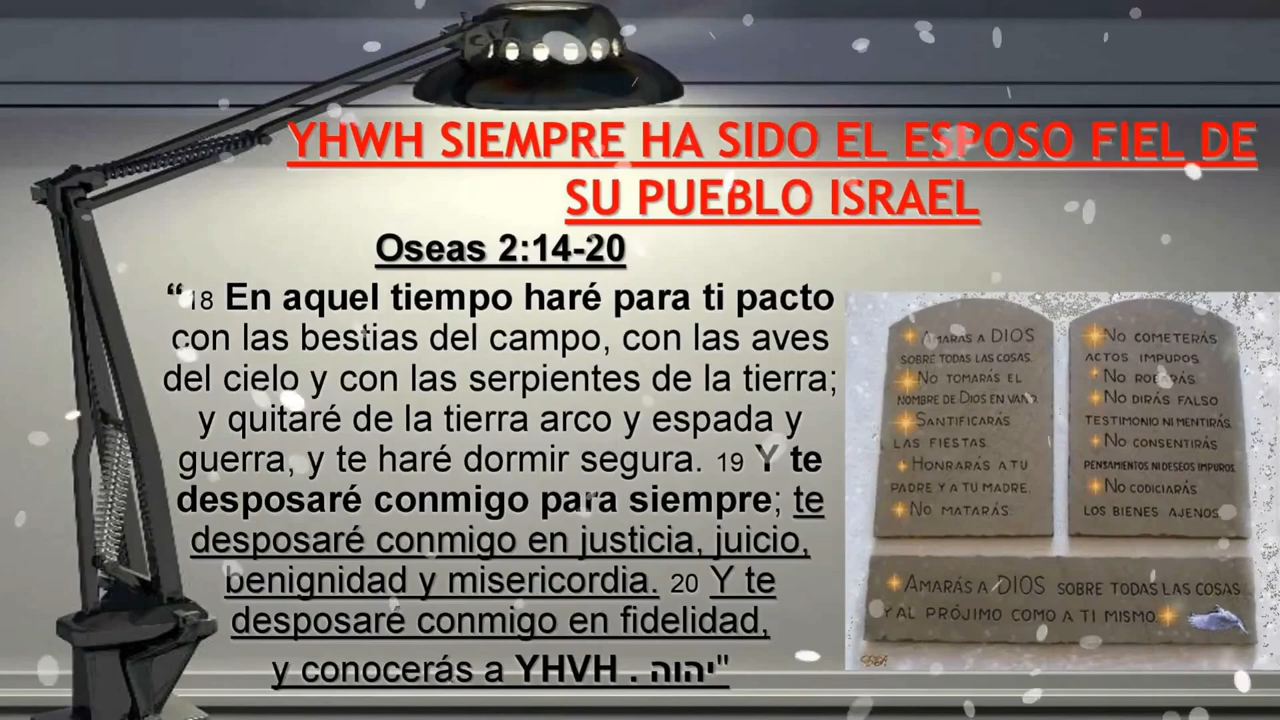 YHWH SIEMPRE HA SIDO EL ESPOSO FIEL DE
SU PUEBLO ISRAEL
Oseas 2:14-20
“18 En aquel tiempo haré para ti pacto
con las bestias del campo, con las aves
del cielo y con las serpientes de la tierra;
y quitaré de la tierra arco y espada y
guerra, y te haré dormir segura. 19 Y te
desposaré conmigo para siempre; te
desposaré conmigo en justicia, juicio,
benignidad y misericordia. 20 Y te
desposaré conmigo en fidelidad,
y conocerás a YHVH . יהוה"
AMARÁS A DIOS
SOBRE TODAS LAS COSAS.
NO TOMARÁS EL
NOMBRE DE DIOS EN VANO.
SANTIFICARÁS
LAS FIESTAS.
HONRARÁS A TU
PADRE Y A TU MADRE.
NO MATARÁS.
NO COMETERÁS
ACTOS IMPUROS.
NO ROBARÁS.
NO DIRÁS FALSO
TESTIMONIO NI MENTIRÁS.
NO CONSENTIRÁS
PENSAMIENTOS NI DESEOS IMPUROS.
NO CODICIARÁS
LOS BIENES AJENOS.
AMARÁS A DIOS SOBRE TODAS LAS COSAS
Y AL PRÓJIMO COMO A TI MISMO